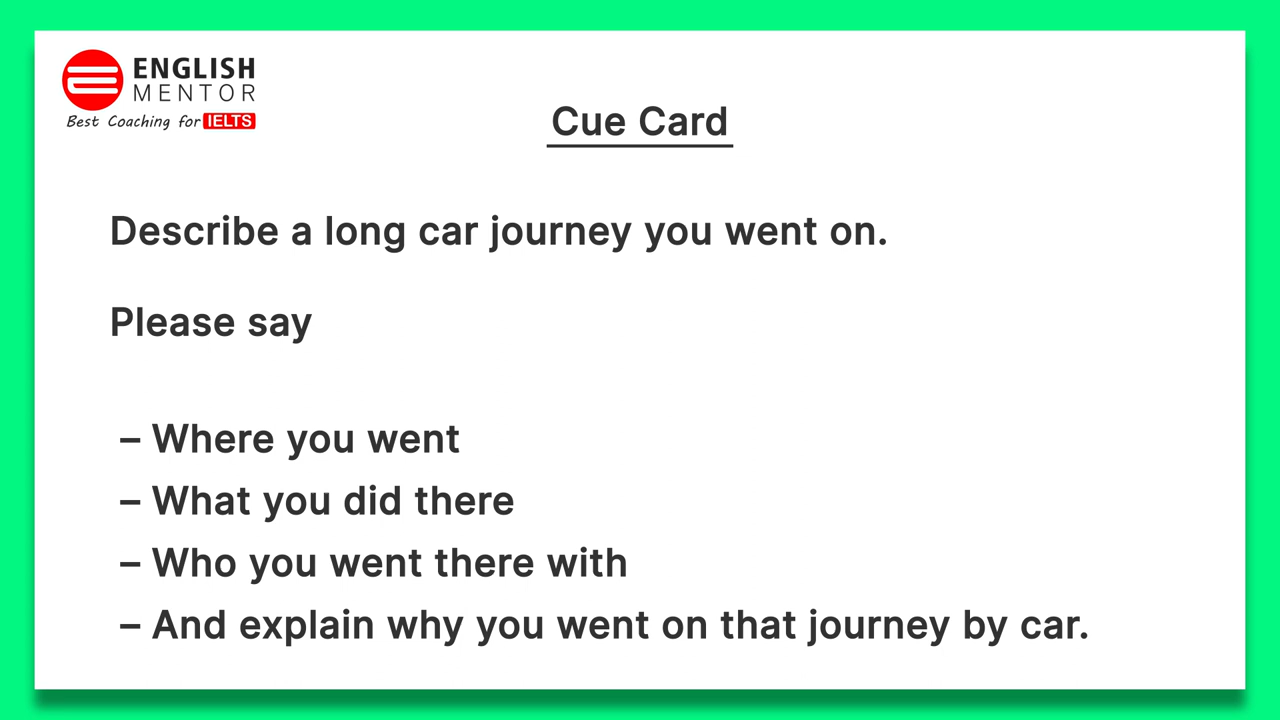 ENGLISH
MENTOR
Best Coaching for IELTS
Cue Card
Describe a long car journey you went on.
Please say
– Where you went
– What you did there
– Who you went there with
– And explain why you went on that journey by car.